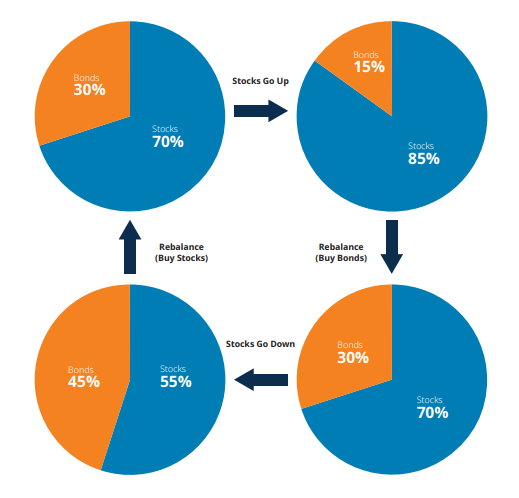 Bonds
30%
Stocks
70%
Stocks Go Up
Bonds
15%
Stocks
85%
Rebalance
(Buy Stocks)
Rebalance
(Buy Bonds)
Bonds
45%
Stocks
55%
Stocks Go Down
Bonds
30%
Stocks
70%